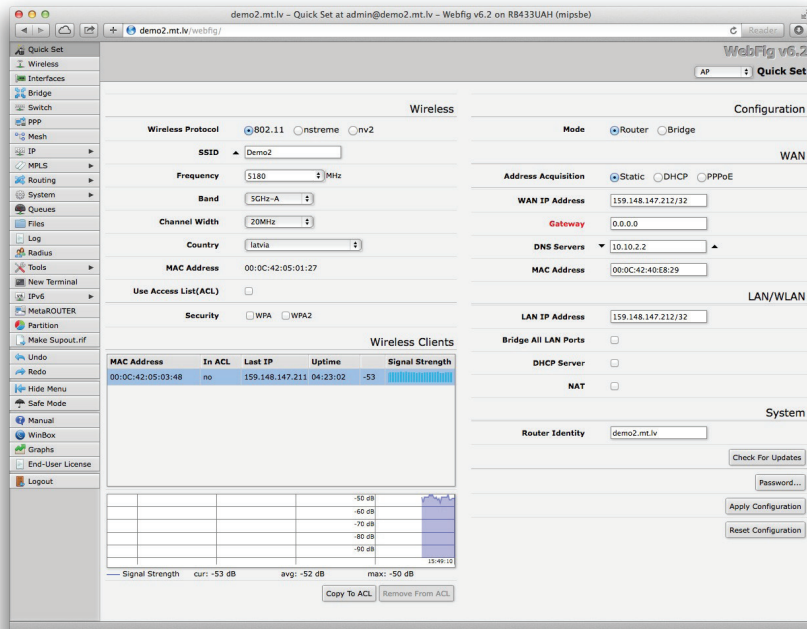 demo2.mt.lv – Quick Set at admin@demo2.mt.lv – Webfig v6.2 on RB433UAH (mipsbe)
demo2.mt.lv/webfig/
Reader
WebFig v6.2
AP Quick Set
Quick Set
Wireless
Interfaces
Bridge
Switch
PPP
Mesh
IP
MPLS
Routing
System
Queues
Files
Log
Radius
Tools
New Terminal
IPv6
MetaROUTER
Partition
Make Supout.rif
Undo
Redo
Hide Menu
Safe Mode
Manual
WinBox
Graphs
End-User License
Logout
Wireless
Wireless Protocol 802.11 nstreme nv2
SSID Demo2
Frequency 5180 MHz
Band 5GHz-A
Channel Width 20MHz
Country latvia
MAC Address 00:0C:42:05:01:27
Use Access List(ACL)
Security WPA WPA2
Wireless Clients
MAC Address In ACL Last IP Uptime Signal Strength
00:0C:42:05:03:48 no 159.148.147.211 04:23:02 -53
-50 dB
-60 dB
-70 dB
-80 dB
-90 dB
15:49:10
Signal Strength cur: -53 dB avg: -52 dB max: -50 dB
Copy To ACL Remove From ACL
Configuration
Mode Router Bridge
WAN
Address Acquisition Static DHCP PPPoE
WAN IP Address 159.148.147.212/32
Gateway 0.0.0.0
DNS Servers 10.10.2.2
MAC Address 00:0C:42:40:E8:29
LAN/WLAN
LAN IP Address 159.148.147.212/32
Bridge All LAN Ports
DHCP Server
NAT
System
Router Identity demo2.mt.lv
Check For Updates
Password...
Apply Configuration
Reset Configuration